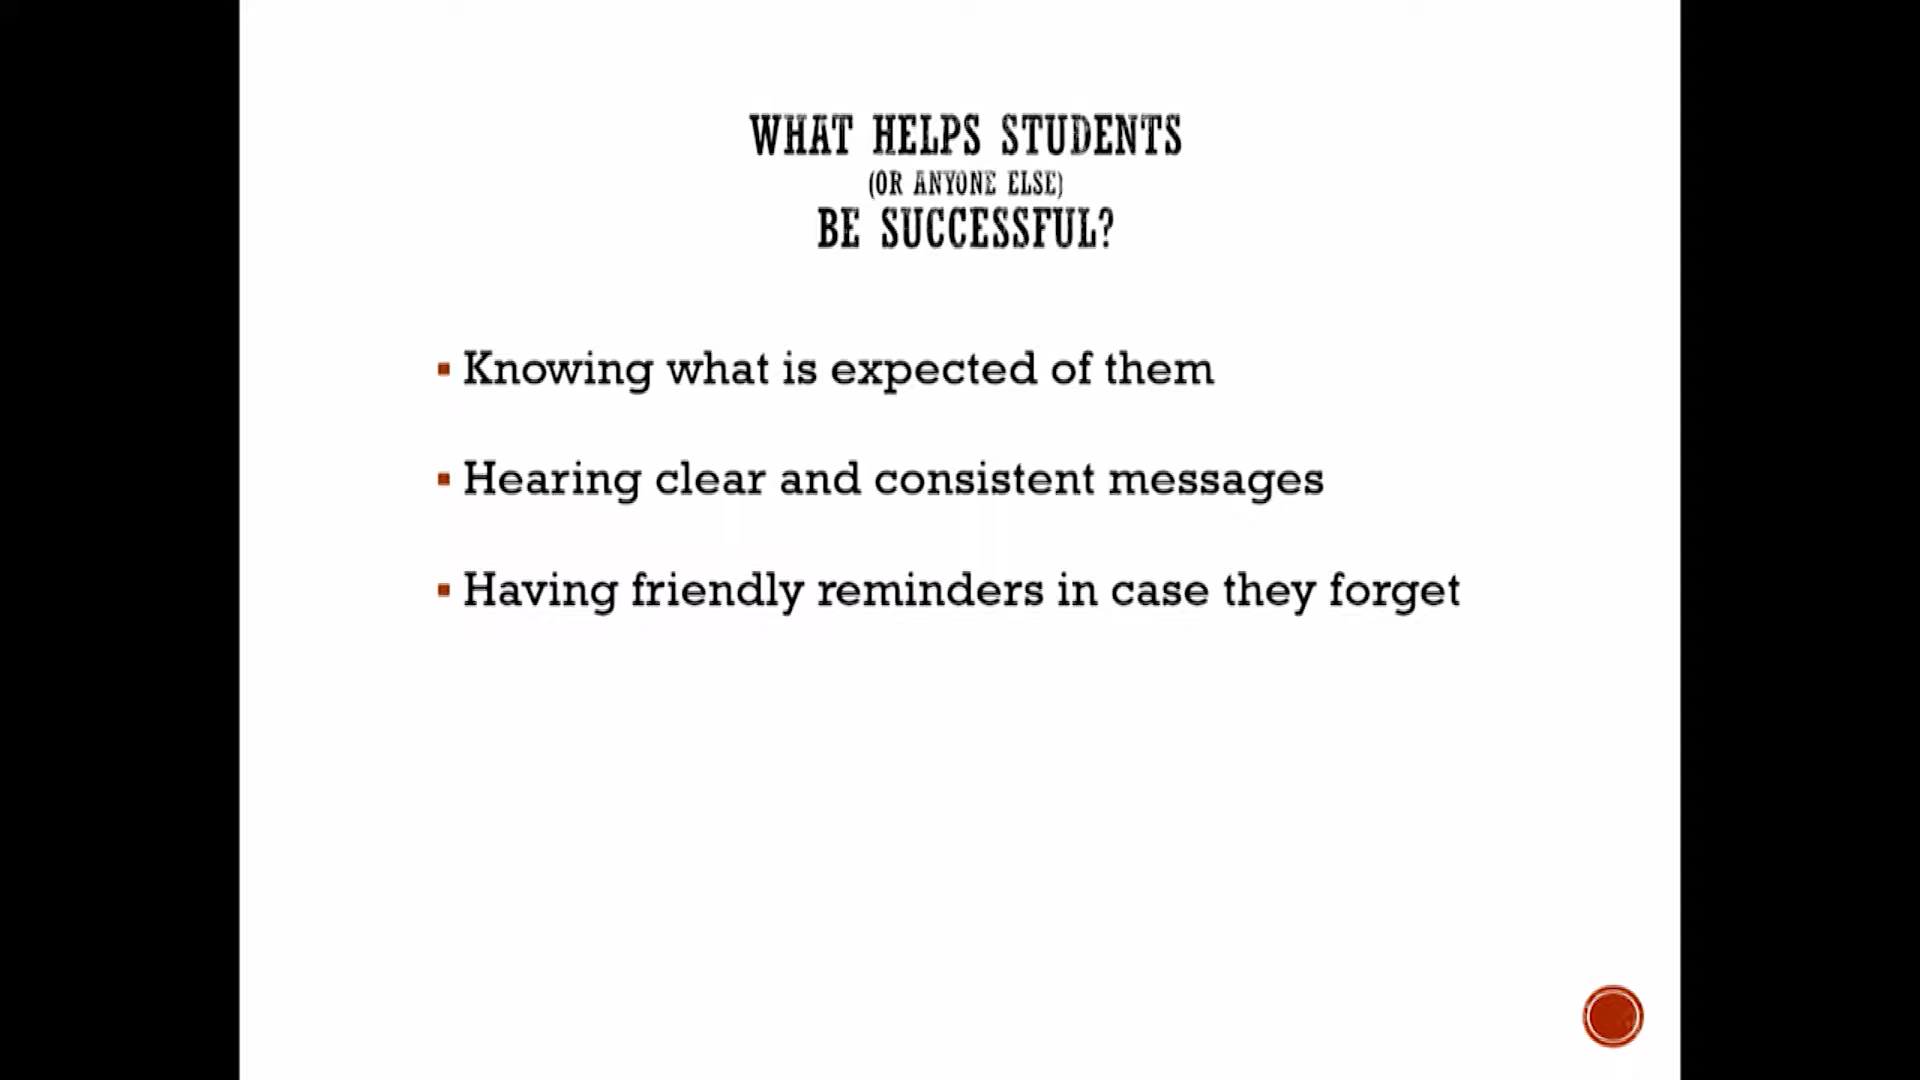 WHAT HELPS STUDENTS
(OR ANYONE ELSE)
BE SUCCESSFUL?
▪ Knowing what is expected of them
▪ Hearing clear and consistent messages
▪ Having friendly reminders in case they forget